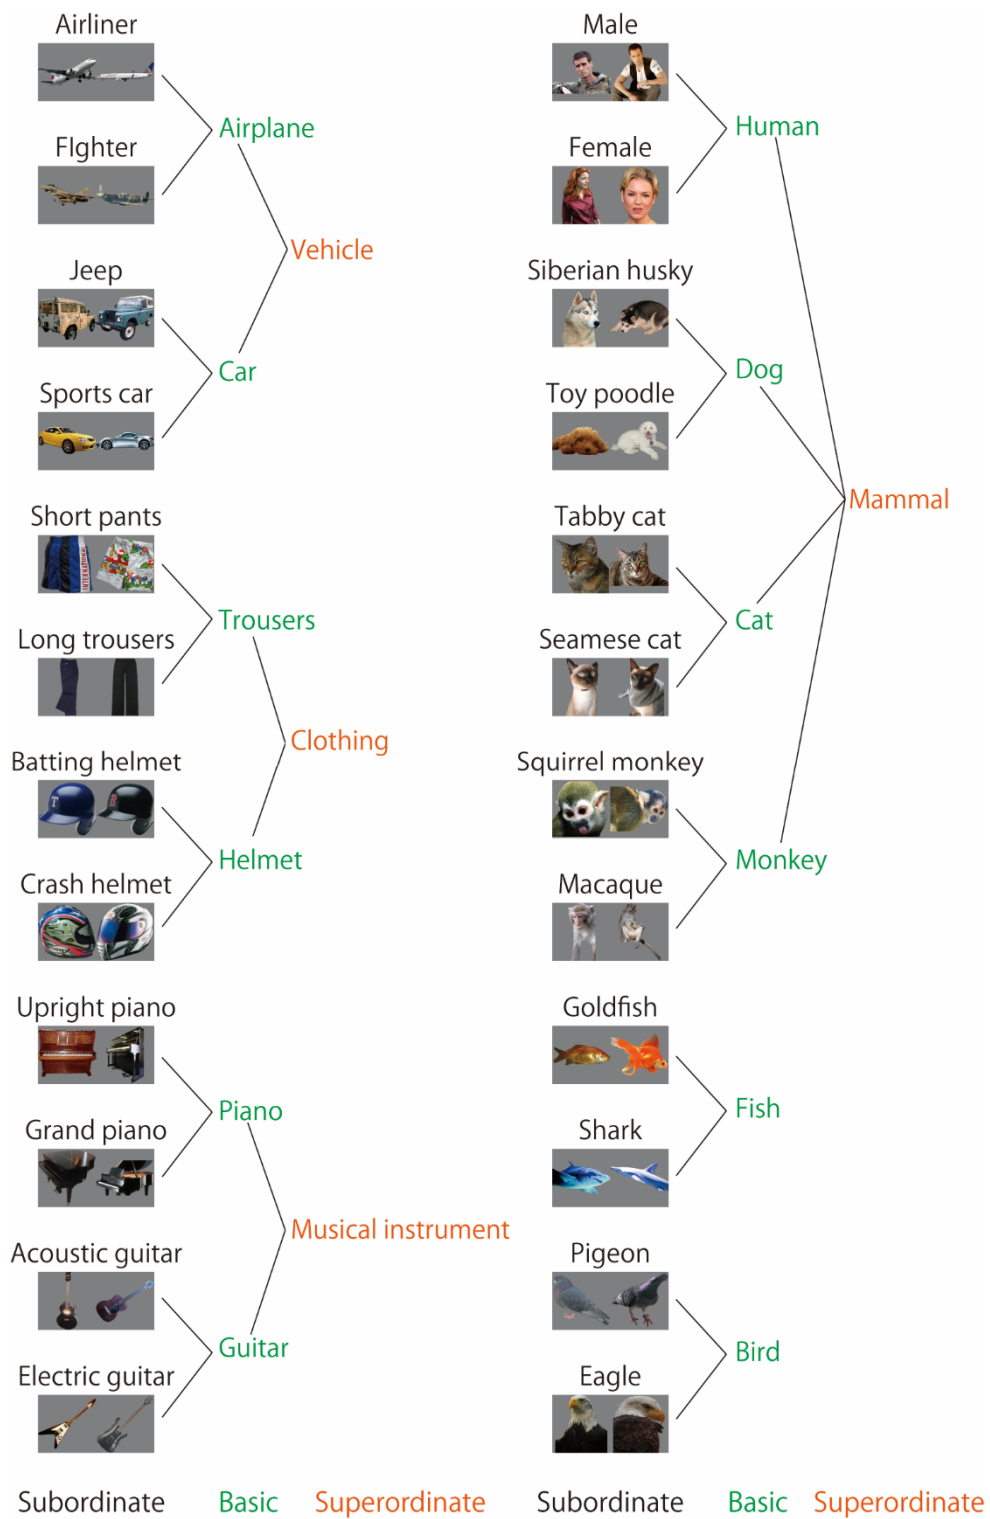 Airliner
Airplane
FIghter
Vehicle
Jeep
Car
Sports car
Short pants
INTERNATIONAL
Trousers
Long trousers
Clothing
Batting helmet
T
Helmet
Crash helmet
Upright piano
Piano
Grand piano
Musical instrument
Acoustic guitar
Guitar
Electric guitar
Subordinate Basic Superordinate
Male
Human
Female
Siberian husky
Dog
Toy poodle
Mammal
Tabby cat
Cat
Seamese cat
Squirrel monkey
Monkey
Macaque
Goldfish
Fish
Shark
Pigeon
Bird
Eagle
Subordinate Basic Superordinate